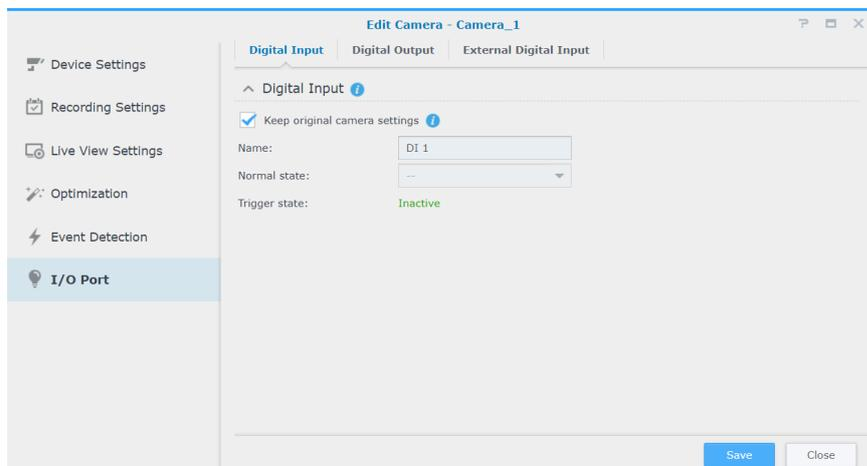 Edit Camera - Camera_1
Device Settings
Recording Settings
Live View Settings
Optimization
Event Detection
I/O Port
Digital Input Digital Output External Digital Input
Digital Input
Keep original camera settings
Name: DI 1
Normal state: --
Trigger state: Inactive
Save Close